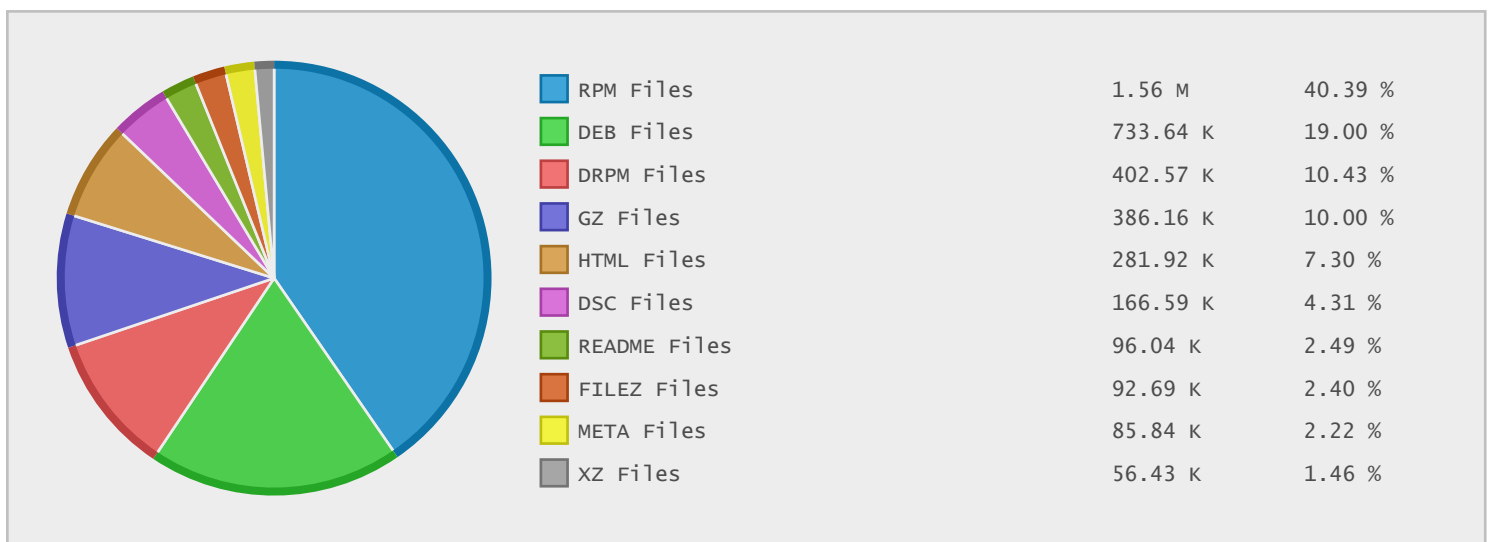 RPM Files 1.56 M 40.39 %
DEB Files 733.64 K 19.00 %
DRPM Files 402.57 K 10.43 %
GZ Files 386.16 K 10.00 %
HTML Files 281.92 K 7.30 %
DSC Files 166.59 K 4.31 %
README Files 96.04 K 2.49 %
FILEZ Files 92.69 K 2.40 %
META Files 85.84 K 2.22 %
XZ Files 56.43 K 1.46 %